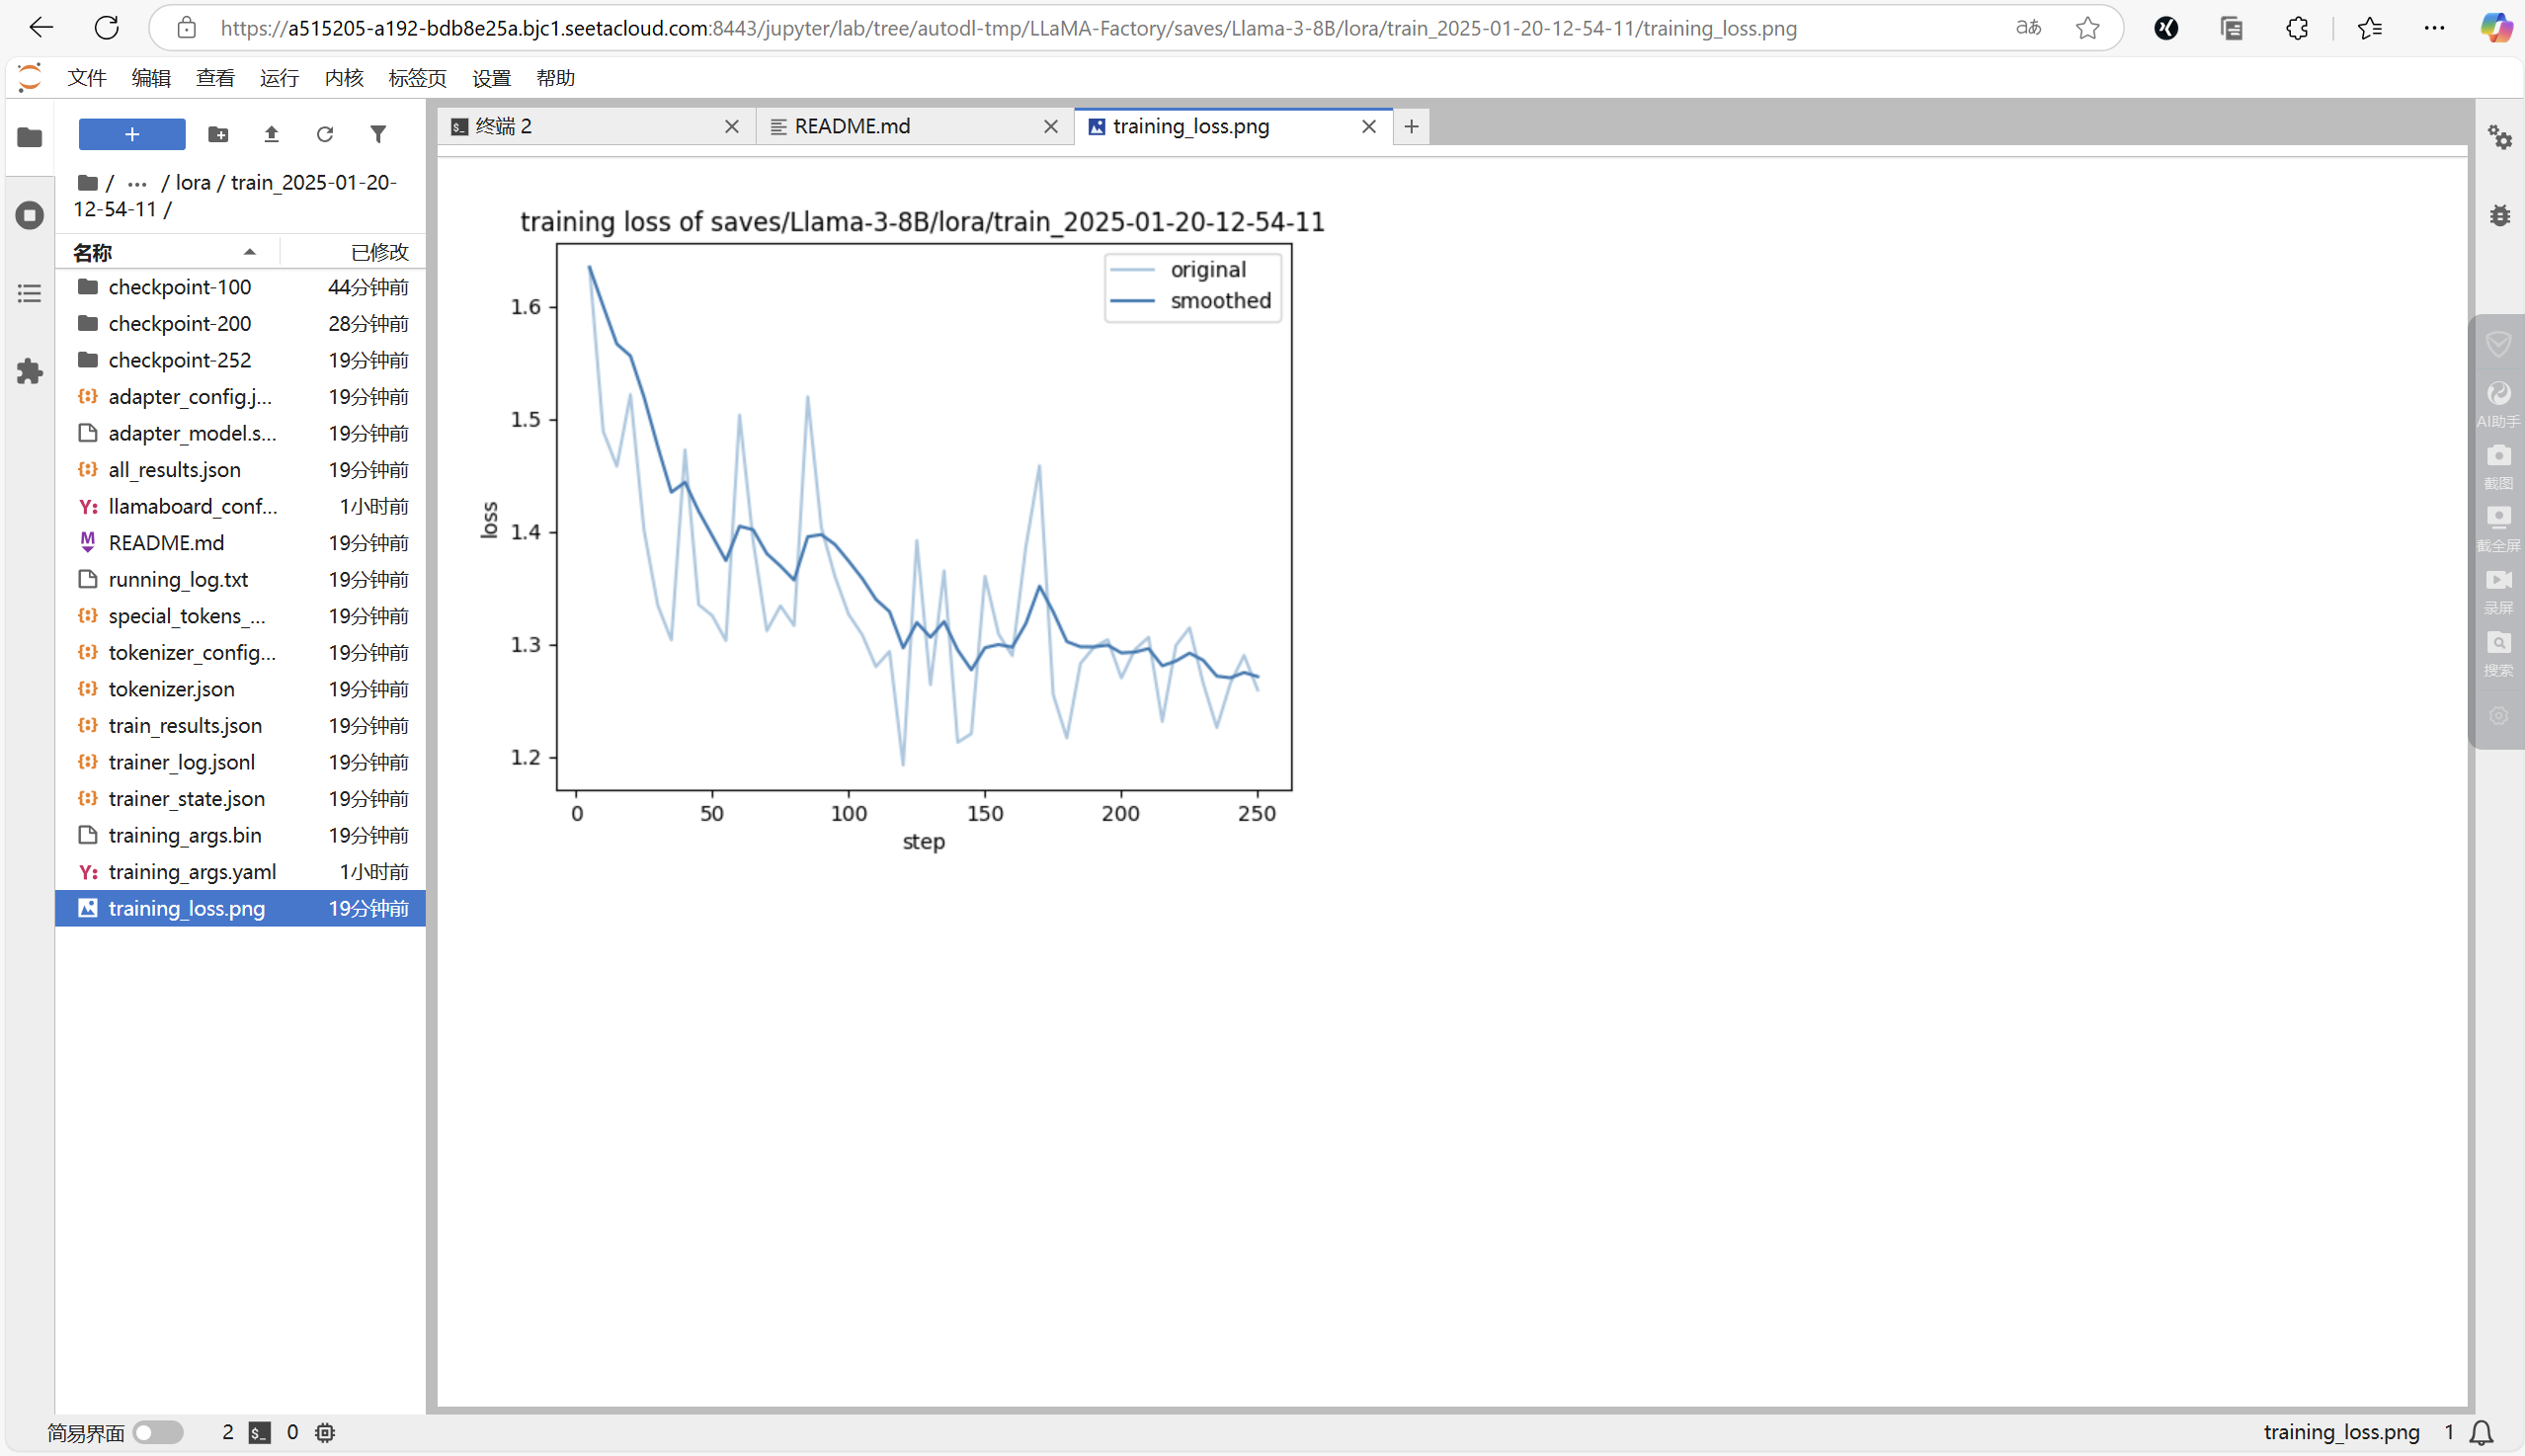 https://a515205-a192-bdb8e25a.bjc1.seetacloud.com:8443/jupyter/lab/tree/autodl-tmp/LLaMA-Factory/saves/Llama-3-8B/lora/train_2025-01-20-12-54-11/training_loss.png
aあ
文件 编辑 查看 运行 内核 标签页 设置 帮助
+
终端 2
README.md
training_loss.png
/ … / lora / train_2025-01-20-
12-54-11 /
名称 已修改
checkpoint-100 44分钟前
checkpoint-200 28分钟前
checkpoint-252 19分钟前
adapter_config.j... 19分钟前
adapter_model.s... 19分钟前
all_results.json 19分钟前
Y: llamaboard_conf... 1小时前
M README.md 19分钟前
running_log.txt 19分钟前
special_tokens_... 19分钟前
tokenizer_config... 19分钟前
tokenizer.json 19分钟前
train_results.json 19分钟前
trainer_log.jsonl 19分钟前
trainer_state.json 19分钟前
training_args.bin 19分钟前
Y: training_args.yaml 1小时前
training_loss.png 19分钟前
training loss of saves/Llama-3-8B/lora/train_2025-01-20-12-54-11
original
smoothed
loss
1.6
1.5
1.4
1.3
1.2
0 50 100 150 200 250
step
AI助手
截图
截全屏
录屏
搜索
简易界面 2 $_ 0
training_loss.png 1